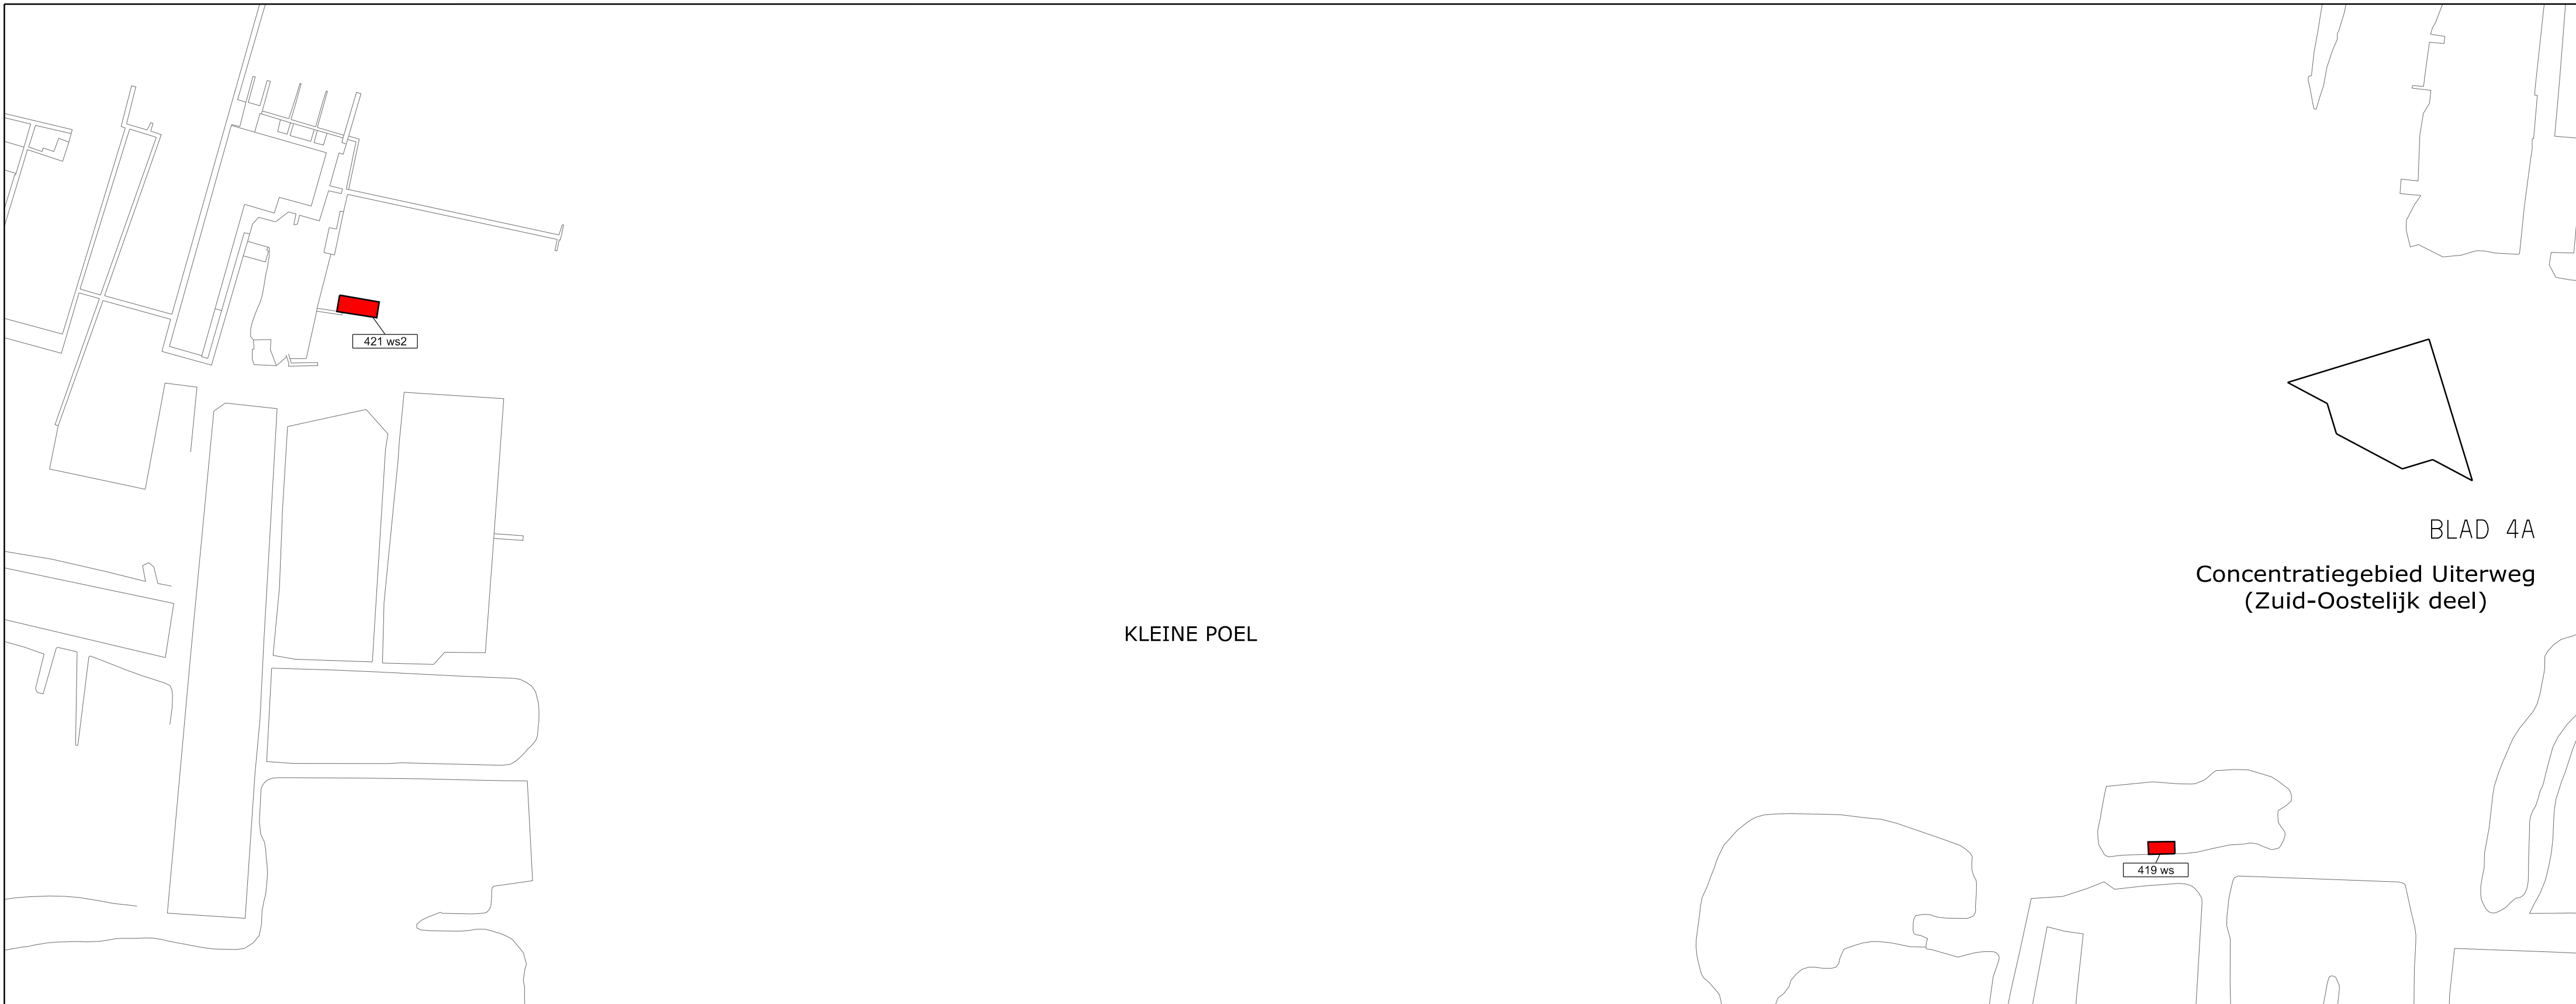 421 ws2
BLAD 4A
Concentratiegebied Uiterweg
(Zuid-Oostelijk deel)
KLEINE POEL
419 ws